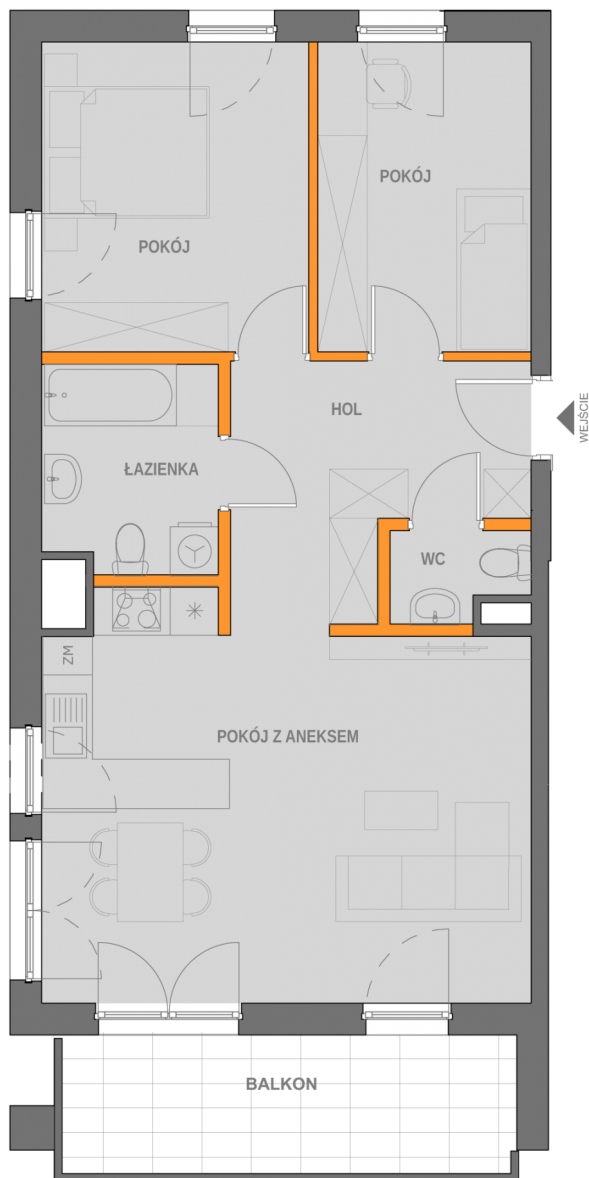 POKÓJ
POKÓJ
HOL
WEJŚCIE
ŁAZIENKA
WC
ZM
POKÓJ Z ANEKSEM
BALKON